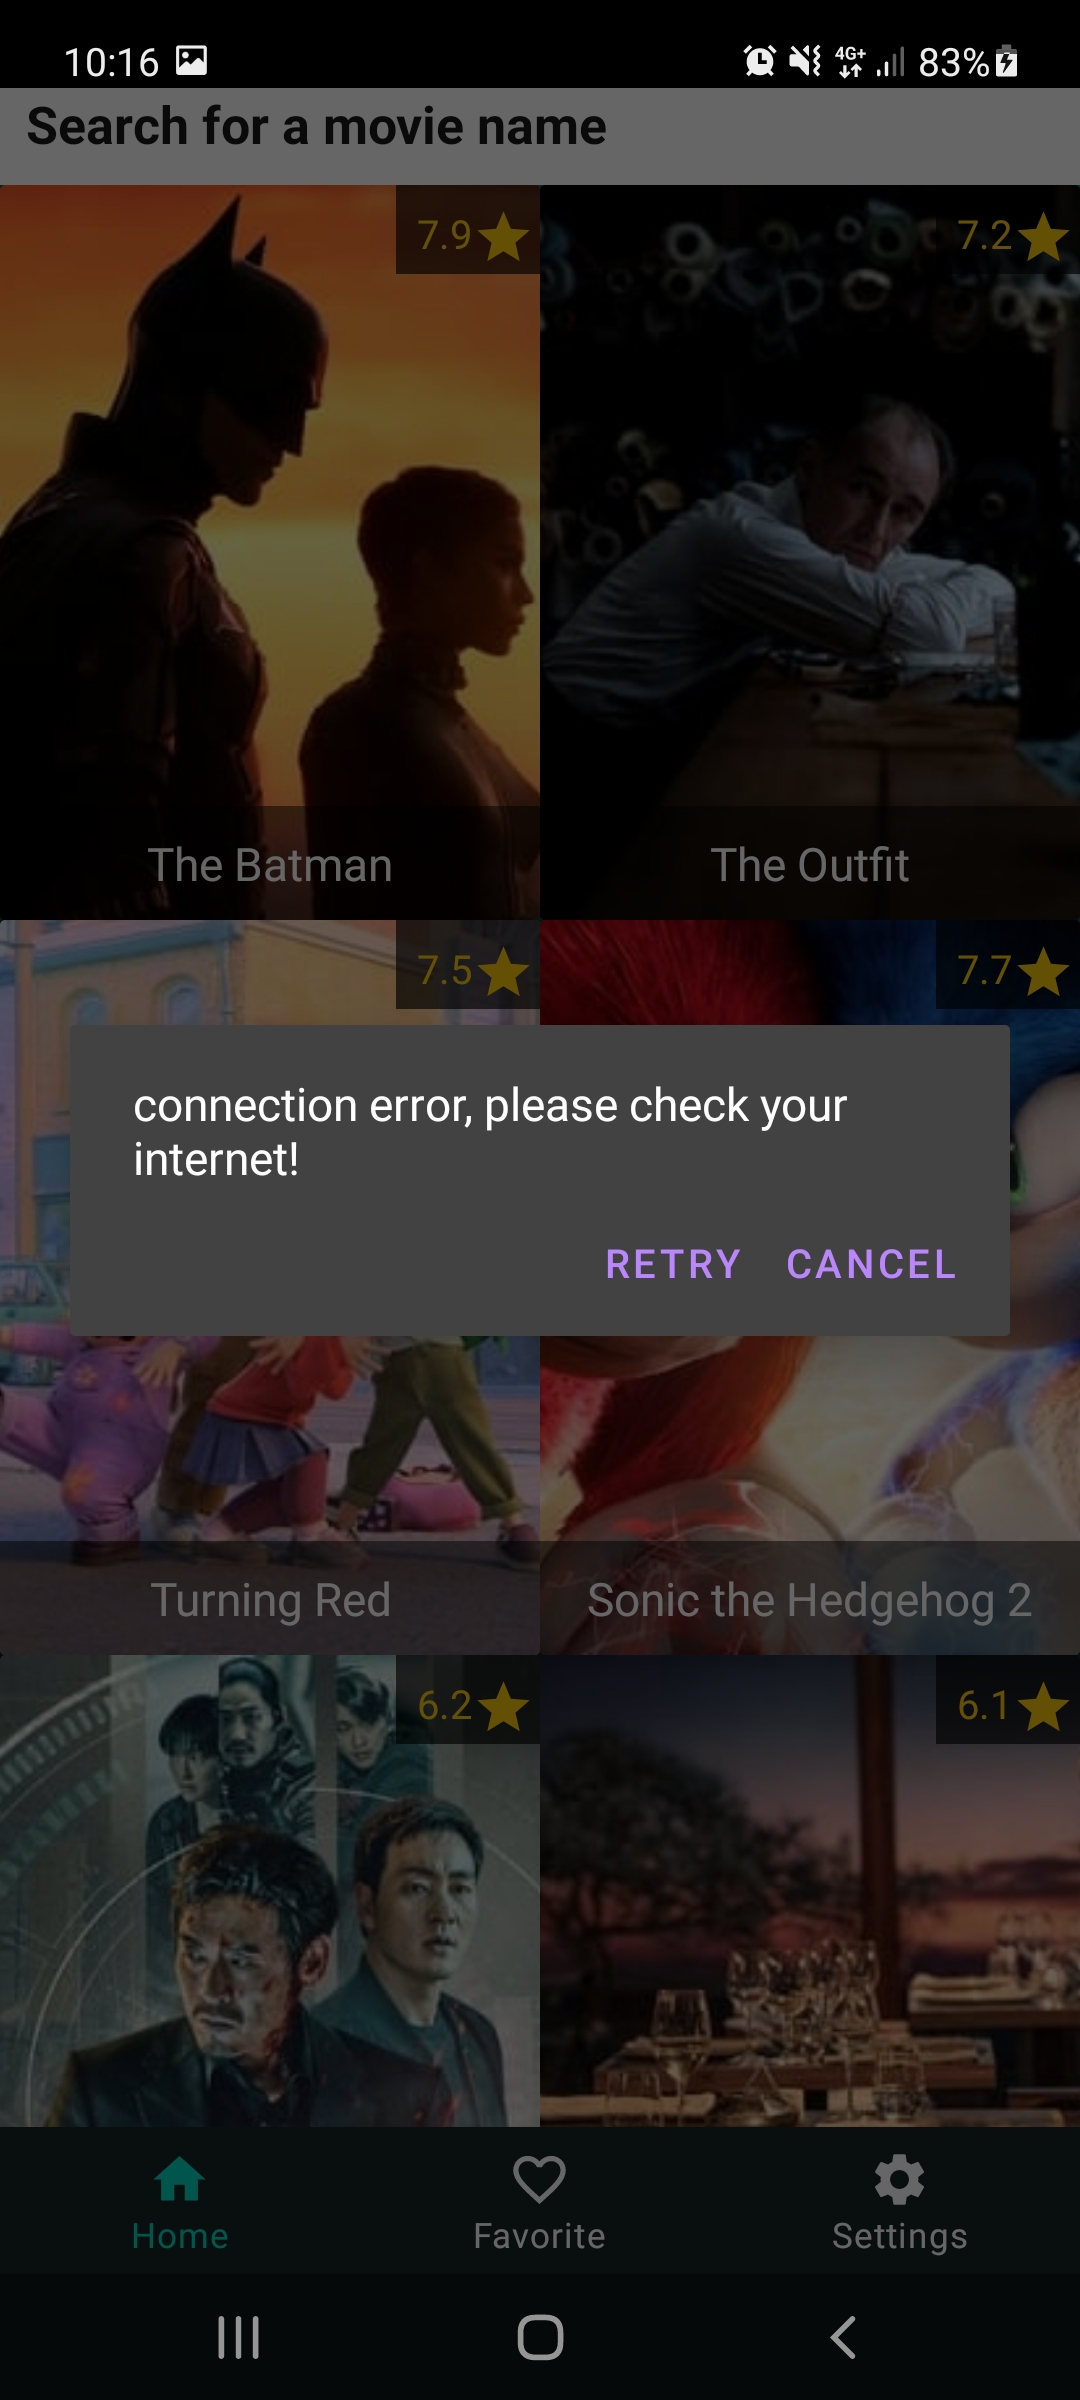 10:16
4G+ 83%
Search for a movie name
7.9
7.2
The Batman
The Outfit
7.5
7.7
connection error, please check your
internet!
RETRY CANCEL
Turning Red
Sonic the Hedgehog 2
6.2
6.1
Home
Favorite
Settings